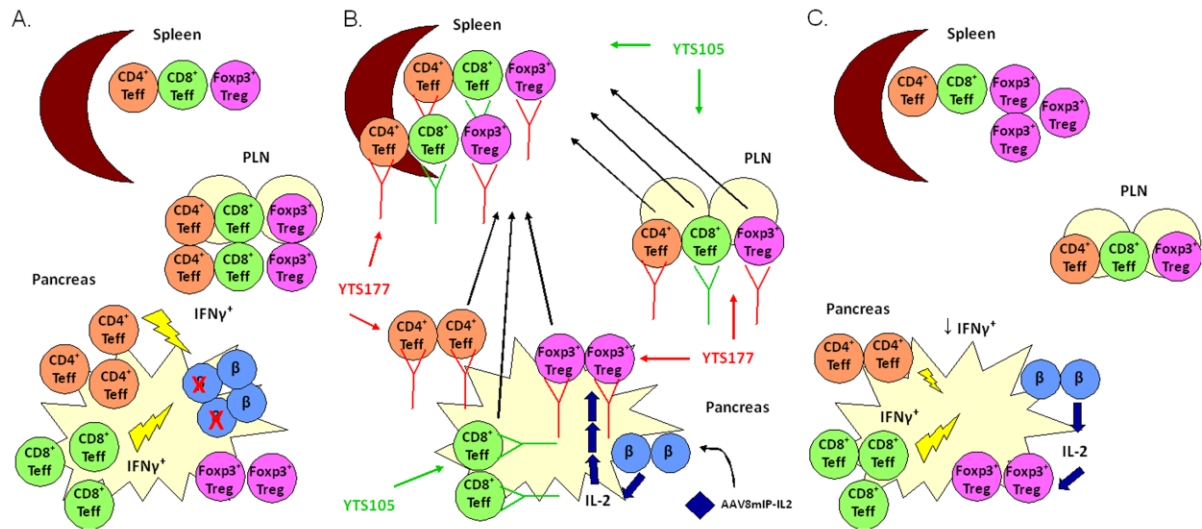 A.
Spleen
CD4⁺
Teff
CD8⁺
Teff
Foxp3⁺
Treg
PLN
CD4⁺
Teff
CD8⁺
Teff
Foxp3⁺
Treg
CD4⁺
Teff
CD8⁺
Teff
Foxp3⁺
Treg
Pancreas
IFNγ⁺
CD4⁺
Teff
CD4⁺
Teff
CD4⁺
Teff
X
β
X
β
CD8⁺
Teff
CD8⁺
Teff
CD8⁺
Teff
IFNγ⁺
Foxp3⁺
Treg
Foxp3⁺
Treg
B.
Spleen
YTS105
CD4⁺
Teff
CD8⁺
Teff
Foxp3⁺
Treg
CD4⁺
Teff
CD8⁺
Teff
Foxp3⁺
Treg
PLN
CD4⁺
Teff
CD8⁺
Teff
Foxp3⁺
Treg
YTS177
CD4⁺
Teff
CD4⁺
Teff
Foxp3⁺
Treg
Foxp3⁺
Treg
YTS177
Pancreas
CD8⁺
Teff
CD8⁺
Teff
β
β
YTS105
IL-2
AAV8mIP-IL2
C.
Spleen
CD4⁺
Teff
CD8⁺
Teff
Foxp3⁺
Treg
Foxp3⁺
Treg
Foxp3⁺
Treg
PLN
CD4⁺
Teff
CD8⁺
Teff
Foxp3⁺
Treg
Pancreas
↓ IFNγ⁺
CD4⁺
Teff
CD4⁺
Teff
β
β
IFNγ⁺
CD8⁺
Teff
CD8⁺
Teff
CD8⁺
Teff
IL-2
Foxp3⁺
Treg
Foxp3⁺
Treg